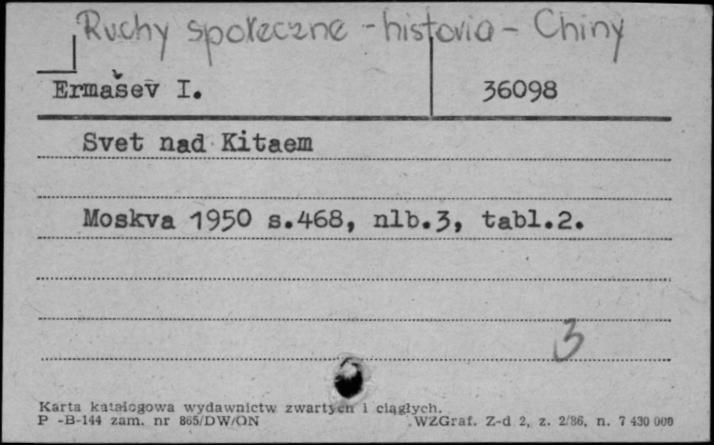 Ruchy społeczne - historia - Chiny
Ermašev I. 36098
Svet nad Kitaem
Moskva 1950 s.468, nlb.3, tabl.2.
3
Karta katalogowa wydawnictw zwartych i ciągłych.
P -B-144 zam. nr 865/DW/ON WZGraf. Z-d 2, z. 2/86, n. 7 430 000